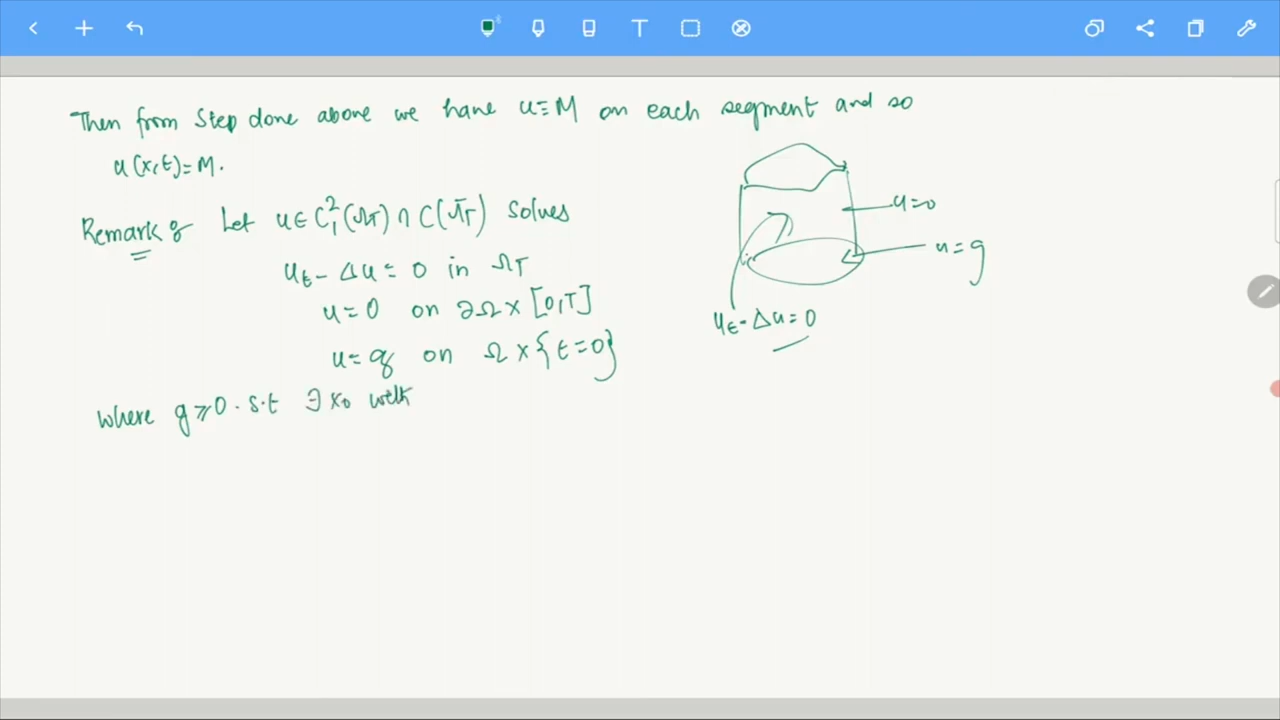 Then from Step done above we have u≡M on each segment and so
u(x,t)=M.
Remark: Let u ∈ C₁²(Ω_T) ∩ C(Ω̄_T) solves
u_t - Δu = 0 in Ω_T
u=0 on ∂Ω × [0,T]
u=g on Ω × {t=0}
where g ⩾ 0 . s.t ∃ x₀ with
u=0
u=g
u_t - Δu = 0
T